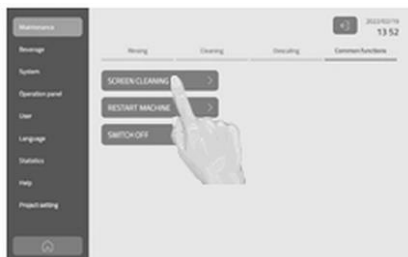 Maintenance
Beverage
System
Operation panel
User
Language
Statistics
Help
Project setting
2022/02/19
13 52
Rinsing
Cleaning
Descaling
Common functions
SCREEN CLEANING
RESTART MACHINE
SWITCH OFF